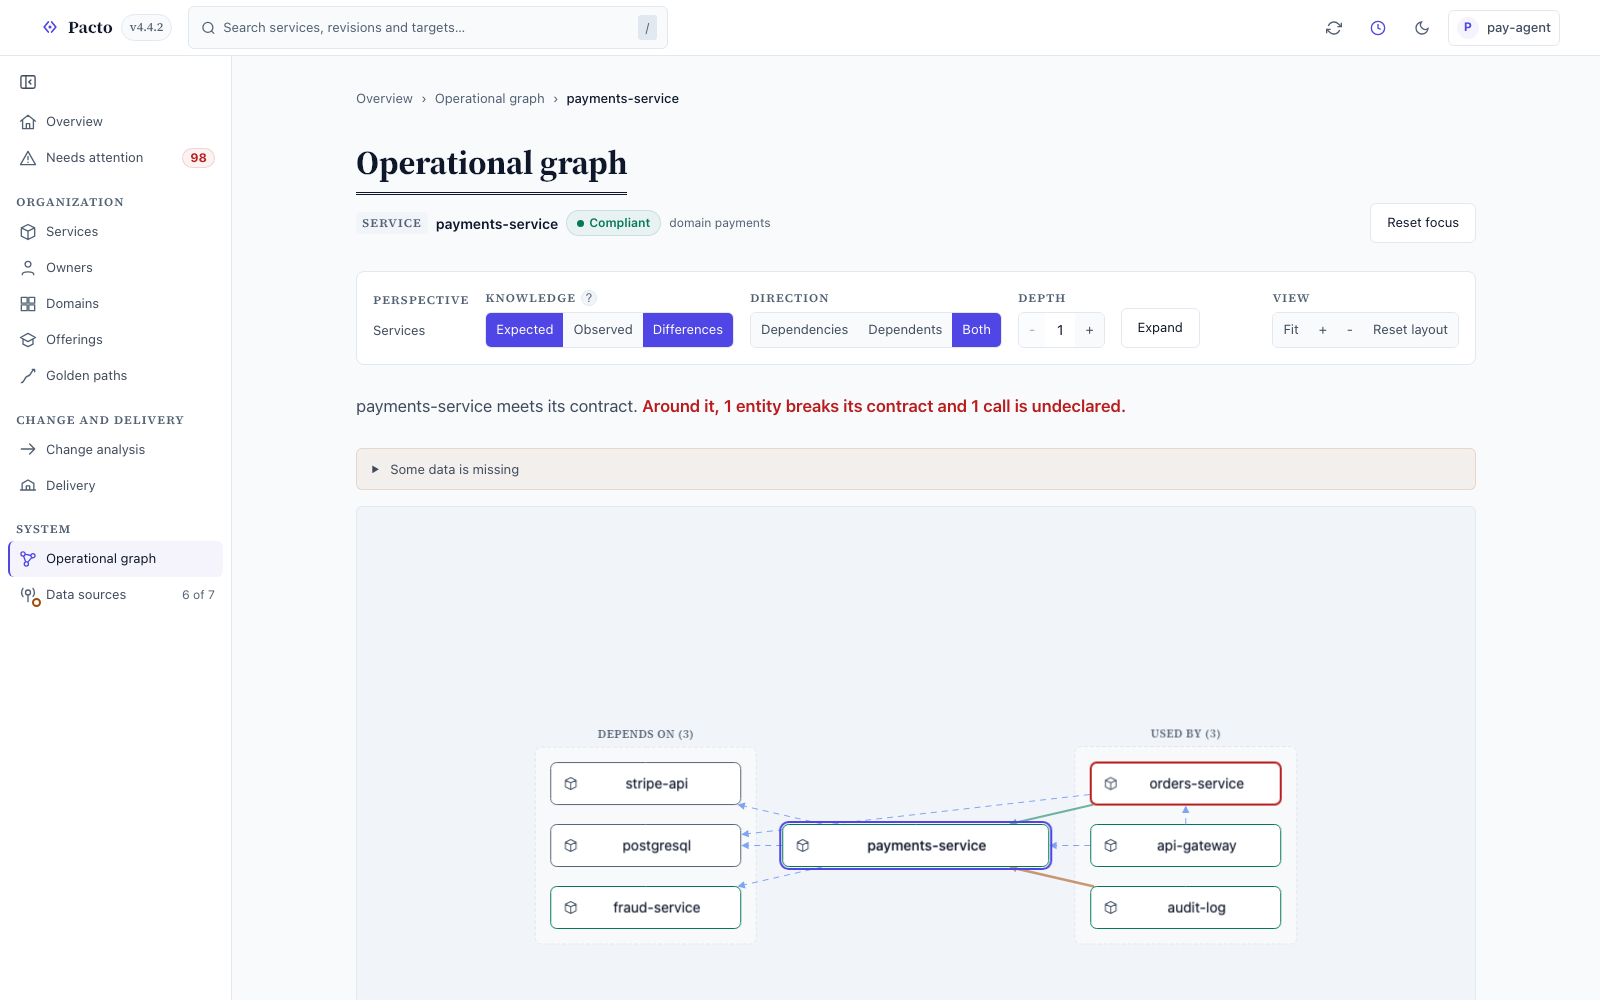 Pacto v4.4.2 Search services, revisions and targets... / P pay-agent
Overview
Needs attention 98
ORGANIZATION
Services
Owners
Domains
Offerings
Golden paths
CHANGE AND DELIVERY
Change analysis
Delivery
SYSTEM
Operational graph
Data sources 6 of 7
Overview › Operational graph › payments-service
Operational graph
SERVICE payments-service Compliant domain payments Reset focus
PERSPECTIVE KNOWLEDGE ? DIRECTION DEPTH VIEW
Services Expected Observed Differences Dependencies Dependents Both - 1 + Expand Fit + - Reset layout
payments-service meets its contract. Around it, 1 entity breaks its contract and 1 call is undeclared.
Some data is missing
DEPENDS ON (3) USED BY (3)
stripe-api orders-service
postgresql payments-service api-gateway
fraud-service audit-log